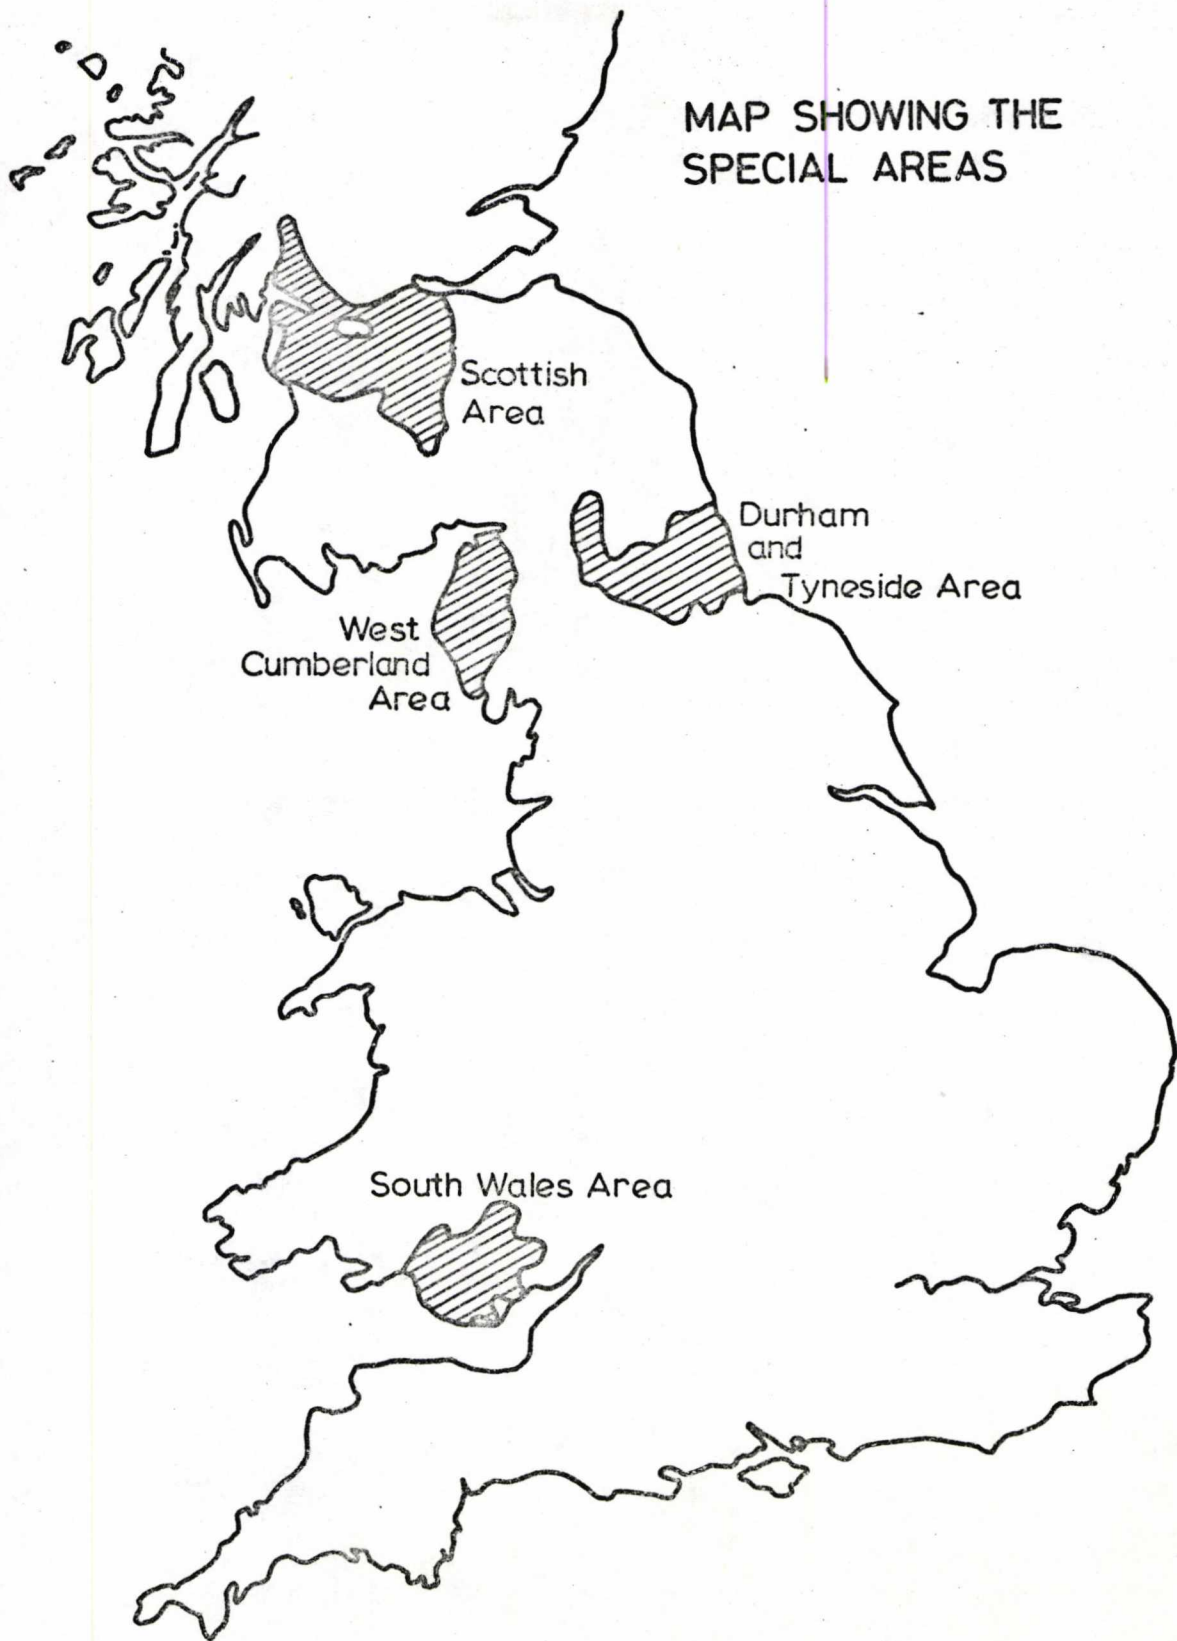 MAP SHOWING THE
SPECIAL AREAS
Scottish
Area
Durham
and
Tyneside Area
West
Cumberland
Area
South Wales Area